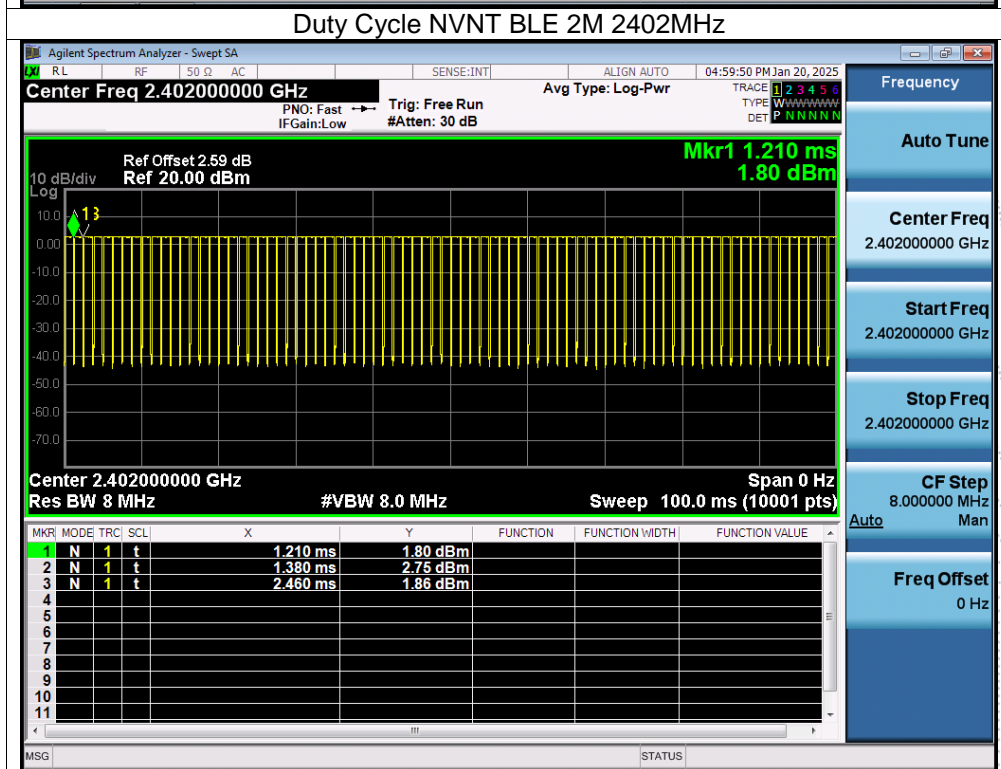 Duty Cycle NVNT BLE 2M 2402MHz
Agilent Spectrum Analyzer - Swept SA
LXI RL RF 50 Ω AC SENSE:INT ALIGN AUTO 04:59:50 PM Jan 20, 2025
Center Freq 2.402000000 GHz
PNO: Fast
IFGain:Low
Trig: Free Run
#Atten: 30 dB
Avg Type: Log-Pwr
TRACE 1 2 3 4 5 6
TYPE WWWWWW
DET P N N N N N
Mkr1 1.210 ms
1.80 dBm
Ref Offset 2.59 dB
Ref 20.00 dBm
10 dB/div
Log
10.0
0.00
-10.0
-20.0
-30.0
-40.0
-50.0
-60.0
-70.0
1 3
Center 2.402000000 GHz Span 0 Hz
Res BW 8 MHz #VBW 8.0 MHz Sweep 100.0 ms (10001 pts)
MKR MODE TRC SCL X Y FUNCTION FUNCTION WIDTH FUNCTION VALUE
1 N 1 t 1.210 ms 1.80 dBm
2 N 1 t 1.380 ms 2.75 dBm
3 N 1 t 2.460 ms 1.86 dBm
4
5
6
7
8
9
10
11
MSG STATUS
Frequency
Auto Tune
Center Freq
2.402000000 GHz
Start Freq
2.402000000 GHz
Stop Freq
2.402000000 GHz
CF Step
8.000000 MHz
Auto Man
Freq Offset
0 Hz